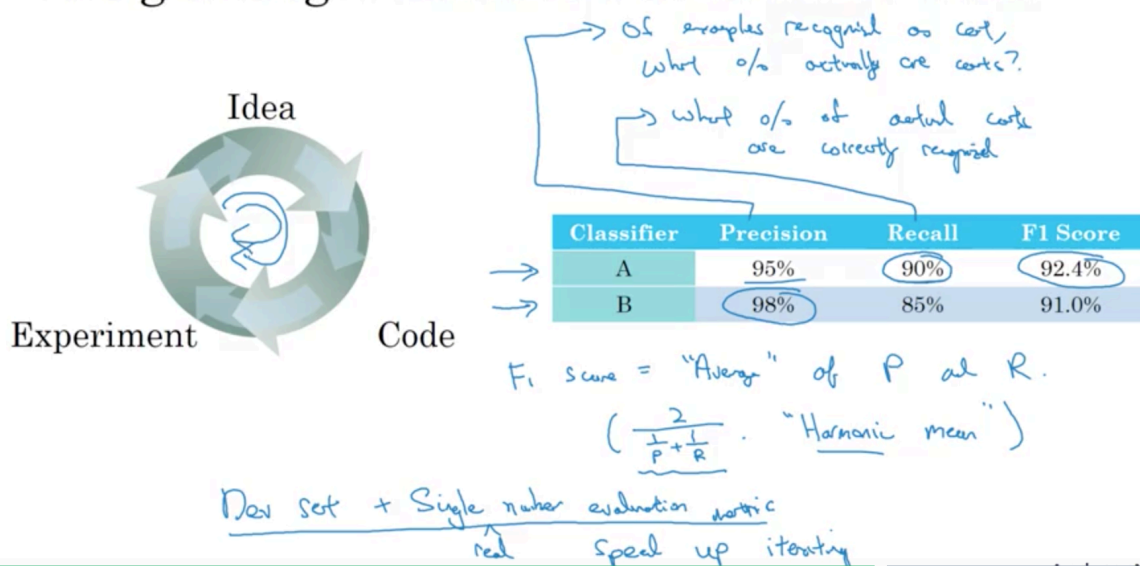 Of examples recognized as cat,
what % actually are cats?
what % of actual cats
are correctly recognized
Idea
Experiment
Code
Classifier Precision Recall F1 Score
A 95% 90% 92.4%
B 98% 85% 91.0%
F1 score = "Average" of P and R.
( 2 / (1/P + 1/R) . "Harmonic mean" )
Dev set + Single number evaluation metric
real speed up iterating